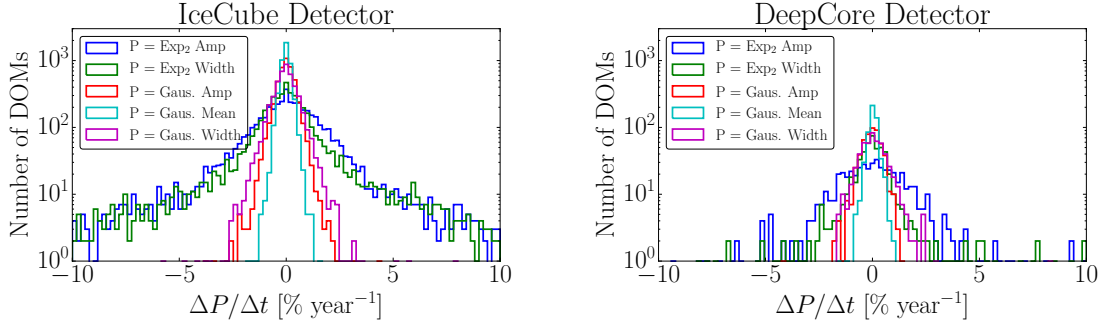 IceCube Detector
Number of DOMs
10³
10²
10¹
10⁰
P = Exp₂ Amp
P = Exp₂ Width
P = Gaus. Amp
P = Gaus. Mean
P = Gaus. Width
−10 −5 0 5 10
ΔP/Δt [% year⁻¹]
DeepCore Detector
Number of DOMs
10³
10²
10¹
10⁰
P = Exp₂ Amp
P = Exp₂ Width
P = Gaus. Amp
P = Gaus. Mean
P = Gaus. Width
−10 −5 0 5 10
ΔP/Δt [% year⁻¹]